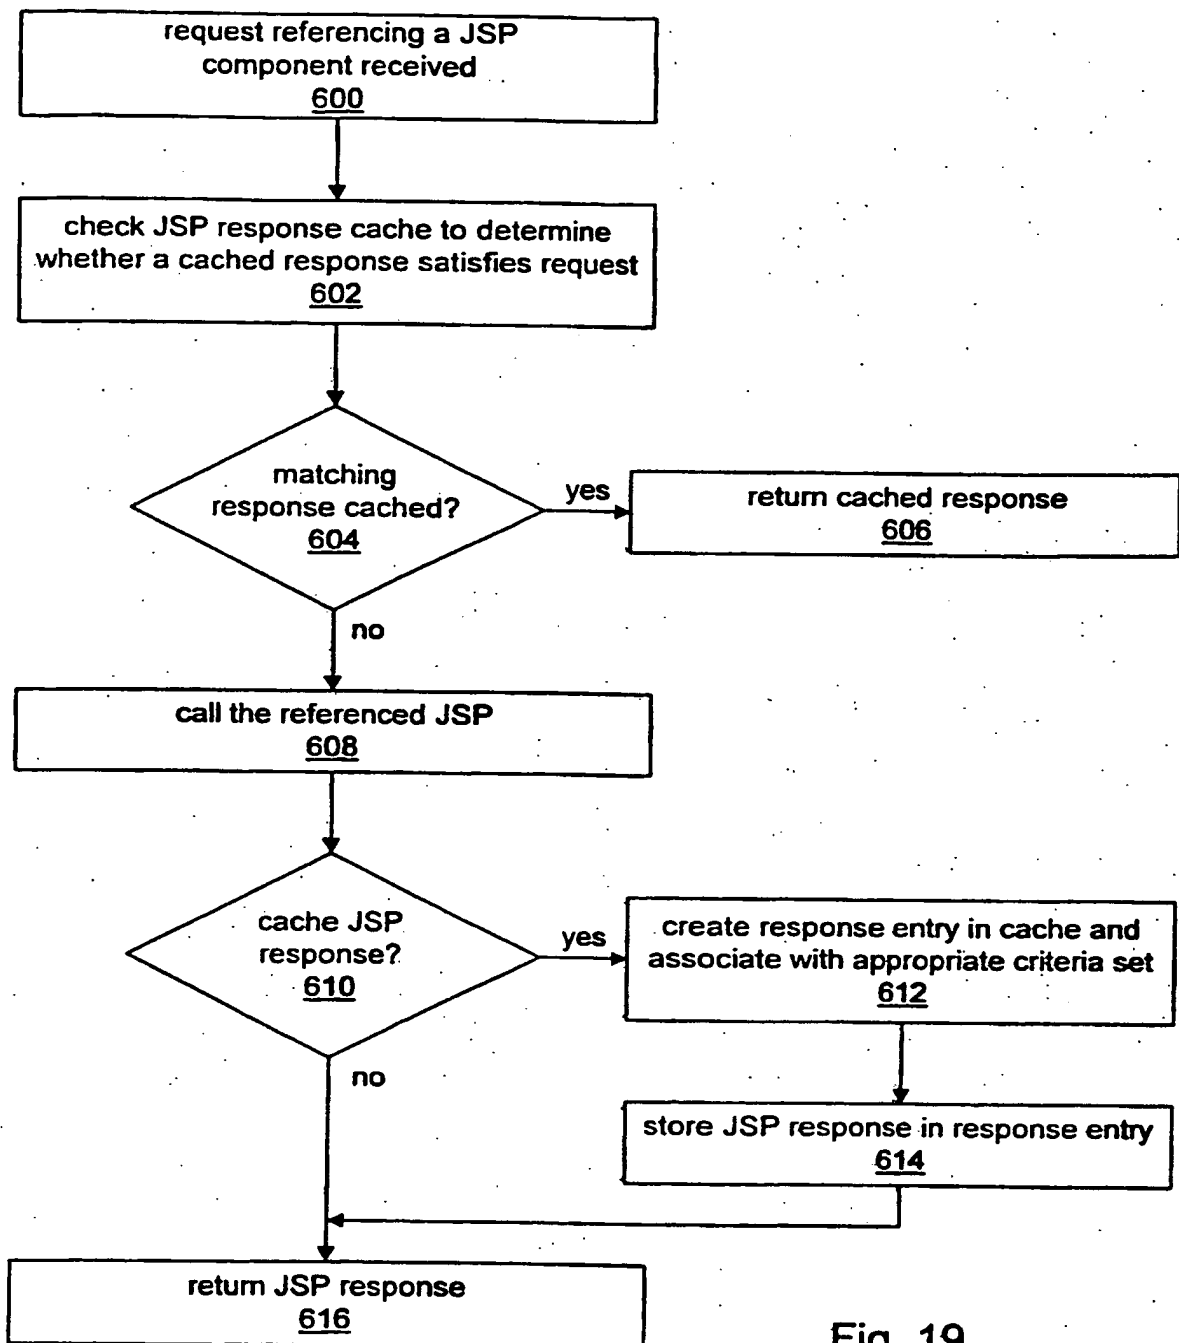 request referencing a JSP
component received
600
check JSP response cache to determine
whether a cached response satisfies request
602
matching
response cached?
604
yes
return cached response
606
no
call the referenced JSP
608
cache JSP
response?
610
yes
create response entry in cache and
associate with appropriate criteria set
612
no
store JSP response in response entry
614
return JSP response
616
Fig. 19